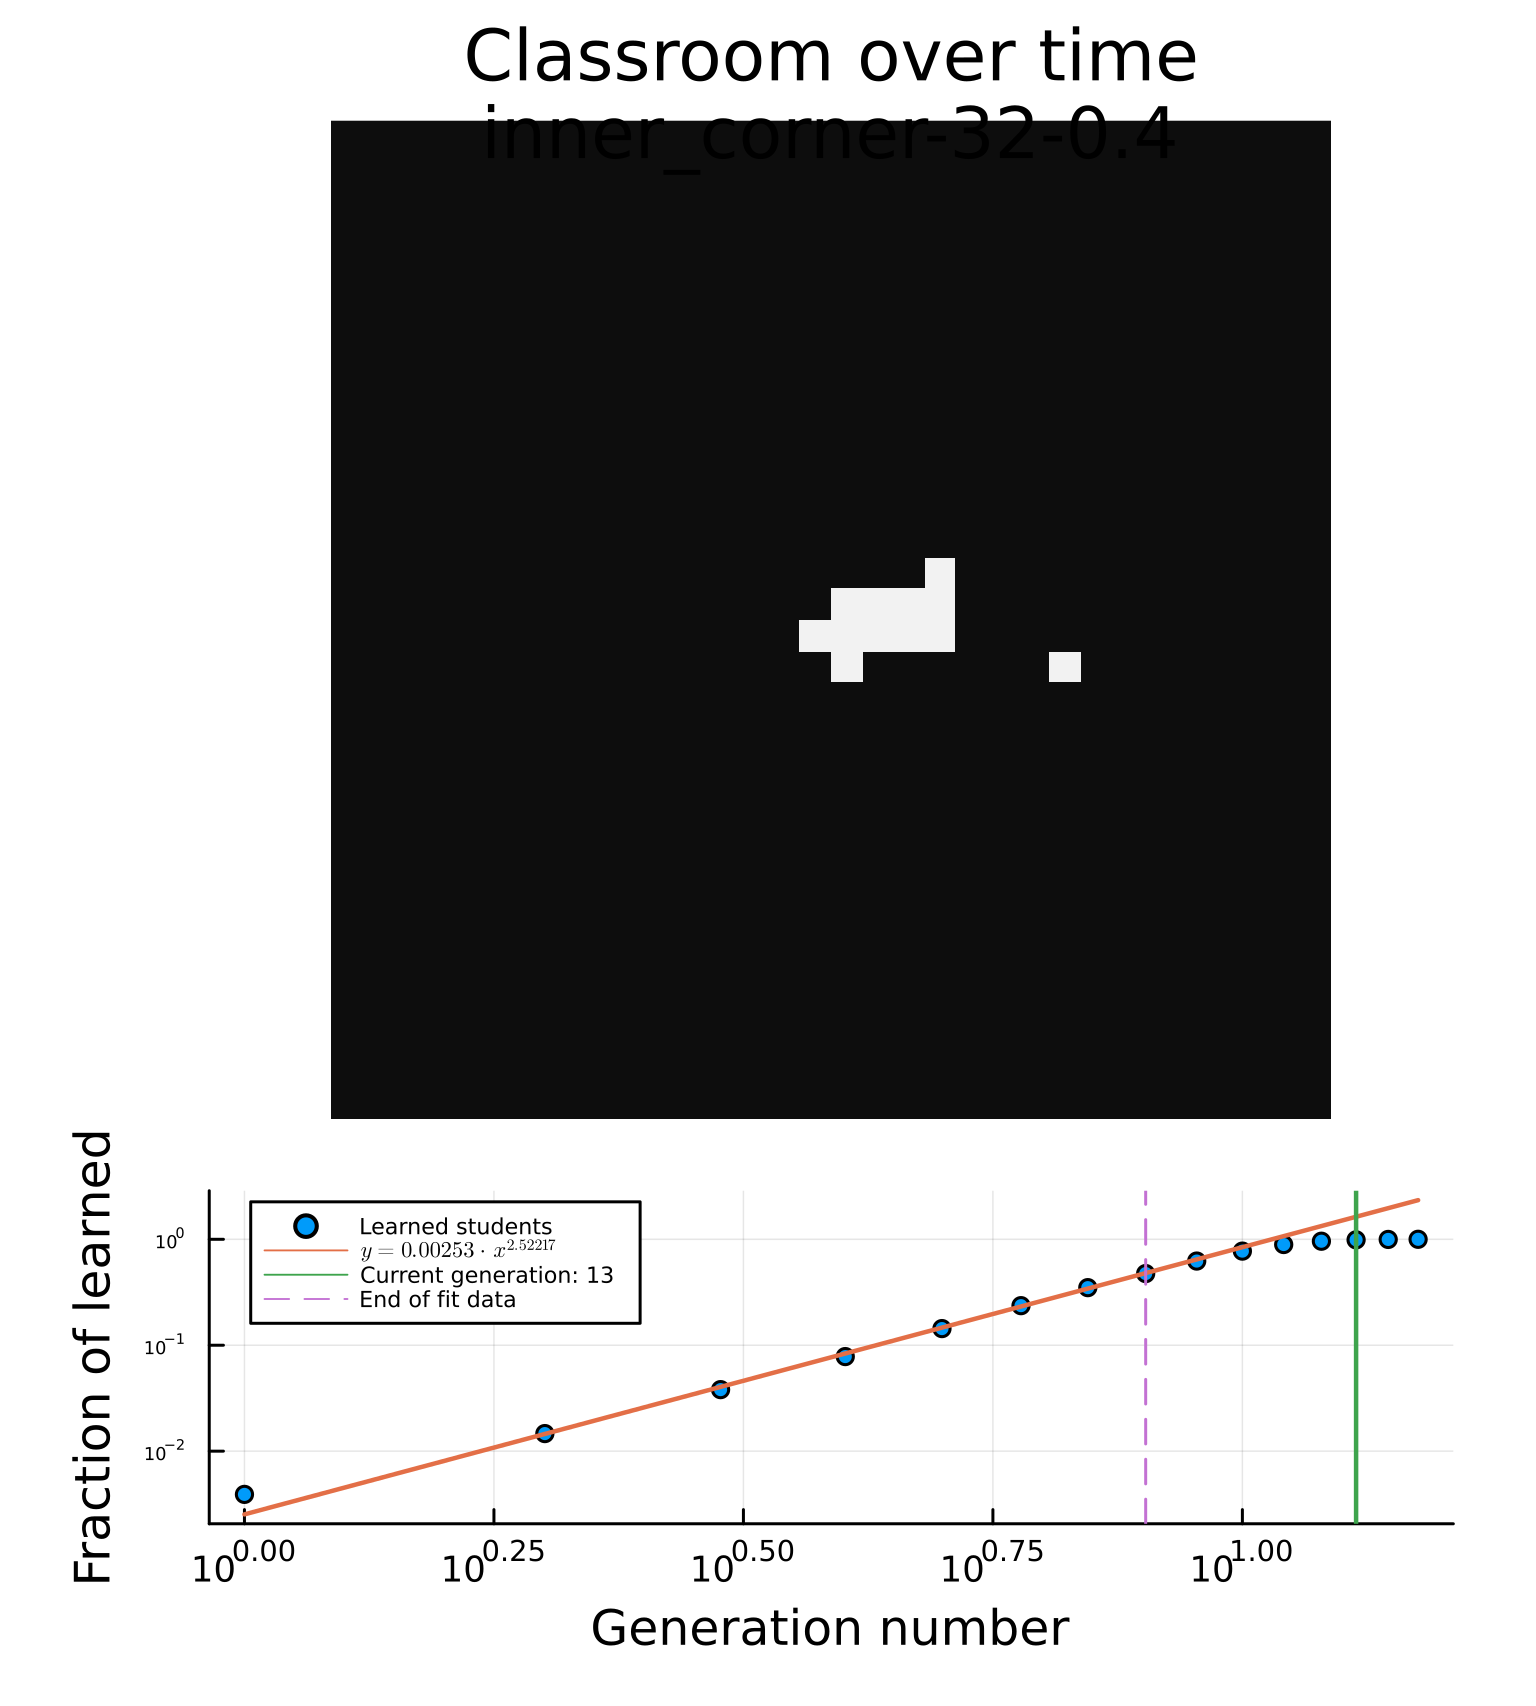 Classroom over time
inner_corner-32-0.4
Fraction of learned
10⁰
10⁻¹
10⁻²
Learned students
y = 0.00253 · x^2.52217
Current generation: 13
End of fit data
10^0.00 10^0.25 10^0.50 10^0.75 10^1.00
Generation number